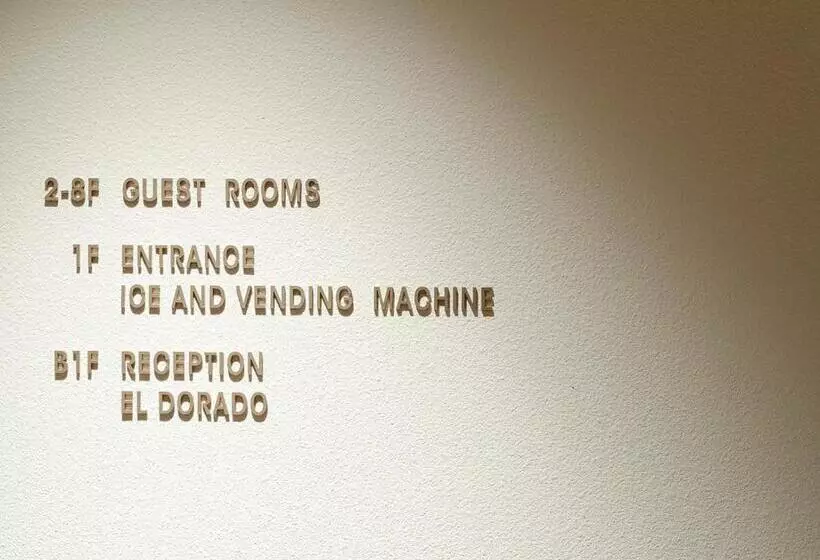 2-8F GUEST ROOMS
1F ENTRANCE
ICE AND VENDING MACHINE
B1F RECEPTION
EL DORADO